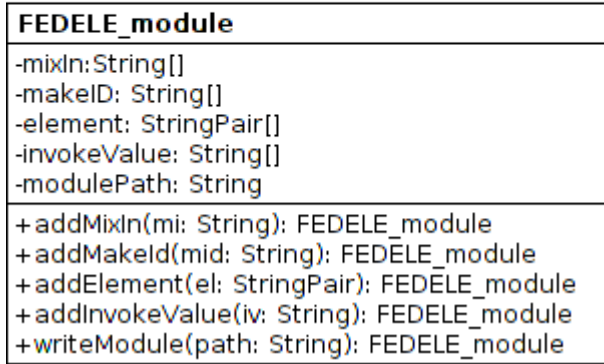 FEDELE_module
-mixIn:String[]
-makeID: String[]
-element: StringPair[]
-invokeValue: String[]
-modulePath: String
+addMixIn(mi: String): FEDELE_module
+addMakeId(mid: String): FEDELE_module
+addElement(el: StringPair): FEDELE_module
+addInvokeValue(iv: String): FEDELE_module
+writeModule(path: String): FEDELE_module